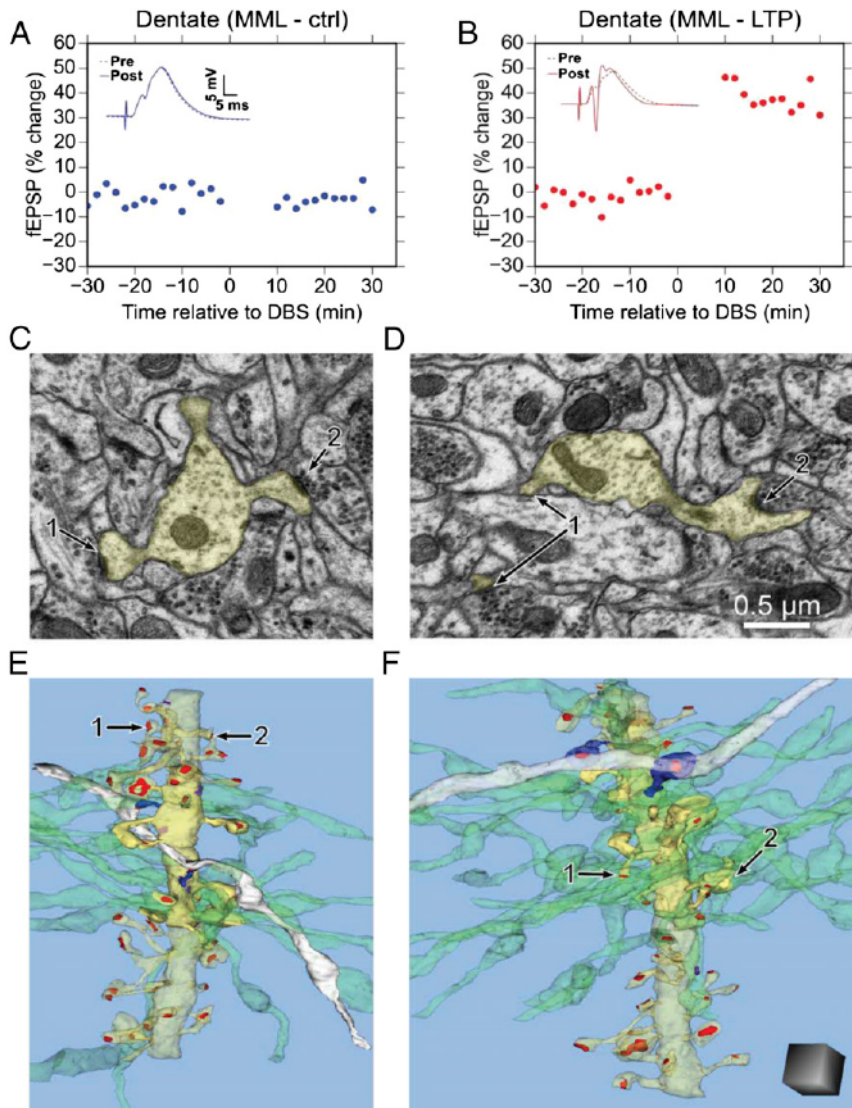 A
Dentate (MML - ctrl)
60
50
40
30
20
10
0
−10
−20
−30
fEPSP (% change)
Pre
Post
5 mV
5 ms
−30
−20
−10
0
10
20
30
Time relative to DBS (min)
B
Dentate (MML - LTP)
60
50
40
30
20
10
0
−10
−20
−30
fEPSP (% change)
Pre
Post
−30
−20
−10
0
10
20
30
Time relative to DBS (min)
C
1
2
D
1
2
0.5 µm
E
1
2
F
1
2